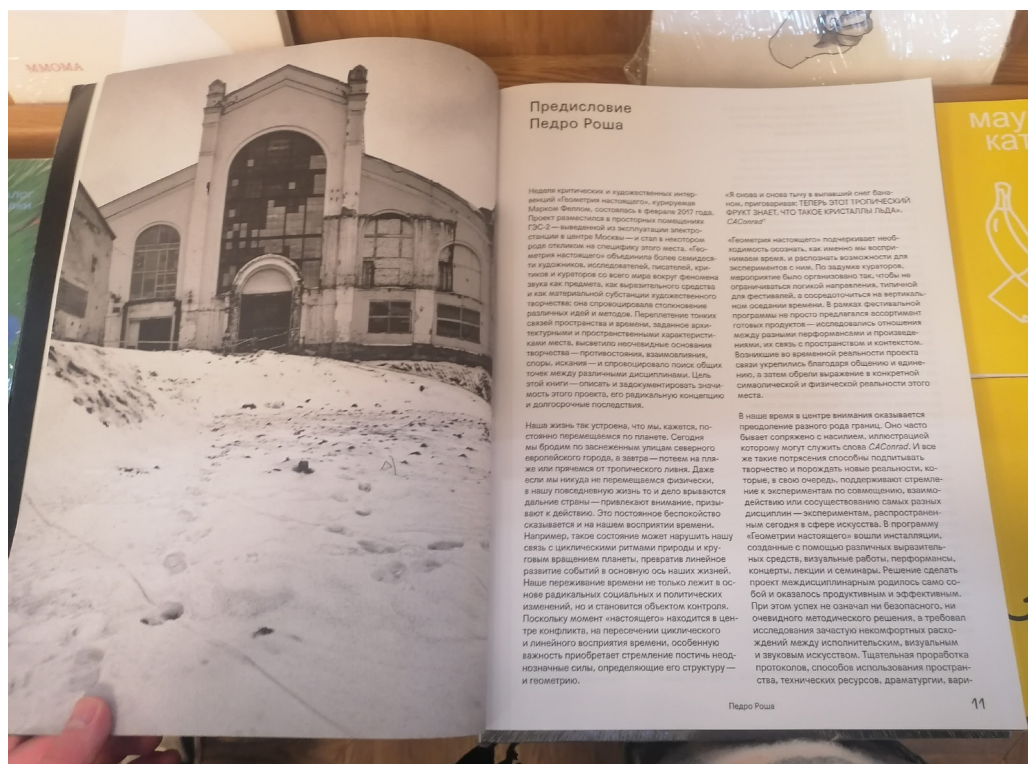 ММОМА
Предисловие
Педро Роша
Неделя критических и художественных интер-
венций «Геометрия настоящего», курируемая
Марком Феллом, состоялась в феврале 2017 года.
Проект разместился в просторных помещениях
ГЭС-2 — выведенной из эксплуатации электро-
станции в центре Москвы — и стал в некотором
роде откликом на специфику этого места. «Гео-
метрия настоящего» объединила более семидеся-
ти художников, исследователей, писателей, кри-
тиков и кураторов со всего мира вокруг феномена
звука как предмета, как выразительного средства
и как материальной субстанции художественного
творчества; она спровоцировала столкновение
различных идей и методов. Переплетение тонких
связей пространства и времени, заданное архи-
тектурными и пространственными характеристи-
ками места, высветило неочевидные основания
творчества — противостояния, взаимовлияния,
споры, искания — и спровоцировало поиск общих
точек между различными дисциплинами. Цель
этой книги — описать и задокументировать значи-
мость этого проекта, его радикальную концепцию
и долгосрочные последствия.
Наша жизнь так устроена, что мы, кажется, по-
стоянно перемещаемся по планете. Сегодня
мы бродим по заснеженным улицам северного
европейского города, а завтра — потеем на пля-
же или прячемся от тропического ливня. Даже
если мы никуда не перемещаемся физически,
в нашу повседневную жизнь то и дело врываются
дальние страны — привлекают внимание, призы-
вают к действию. Это постоянное беспокойство
сказывается и на нашем восприятии времени.
Например, такое состояние может нарушить нашу
связь с циклическими ритмами природы и кру-
говым вращением планеты, превратив линейное
развитие событий в основную ось наших жизней.
Наше переживание времени не только лежит в ос-
нове радикальных социальных и политических
изменений, но и становится объектом контроля.
Поскольку момент «настоящего» находится в цен-
тре конфликта, на пересечении циклического
и линейного восприятия времени, особенную
важность приобретает стремление постичь неод-
нозначные силы, определяющие его структуру —
и геометрию.
«Я снова и снова тычу в выпавший снег бана-
ном, приговаривая: ТЕПЕРЬ ЭТОТ ТРОПИЧЕСКИЙ
ФРУКТ ЗНАЕТ, ЧТО ТАКОЕ КРИСТАЛЛЫ ЛЬДА».
CAConrad
«Геометрия настоящего» подчеркивает необ-
ходимость осознать, как именно мы воспри-
нимаем время, и распознать возможности для
экспериментов с ним. По задумке кураторов,
мероприятие было организовано так, чтобы не
ограничиваться логикой направления, типичной
для фестивалей, а сосредоточиться на вертикаль-
ном оседании времени. В рамках фестивальной
программы не просто предлагался ассортимент
готовых продуктов — исследовались отношения
между разными перформансами и произведе-
ниями, их связь с пространством и контекстом.
Возникшие во временной реальности проекта
связи укрепились благодаря общению и едине-
нию, а затем обрели выражение в конкретной
символической и физической реальности этого
места.
В наше время в центре внимания оказывается
преодоление разного рода границ. Оно часто
бывает сопряжено с насилием, иллюстрацией
которому могут служить слова CAConrad. И все
же такие потрясения способны подпитывать
творчество и порождать новые реальности, ко-
торые, в свою очередь, поддерживают стремле-
ние к экспериментам по совмещению, взаимо-
действию или сосуществованию самых разных
дисциплин — экспериментам, распространен-
ным сегодня в сфере искусства. В программу
«Геометрии настоящего» вошли инсталляции,
созданные с помощью различных выразитель-
ных средств, визуальные работы, перформансы,
концерты, лекции и семинары. Решение сделать
проект междисциплинарным родилось само со-
бой и оказалось продуктивным и эффективным.
При этом успех не означал ни безопасного, ни
очевидного методического решения, а требовал
исследования зачастую некомфортных расхо-
ждений между исполнительским, визуальным
и звуковым искусством. Тщательная проработка
протоколов, способов использования простран-
ства, технических ресурсов, драматургии, вари-
Педро Роша
11
мау
кат